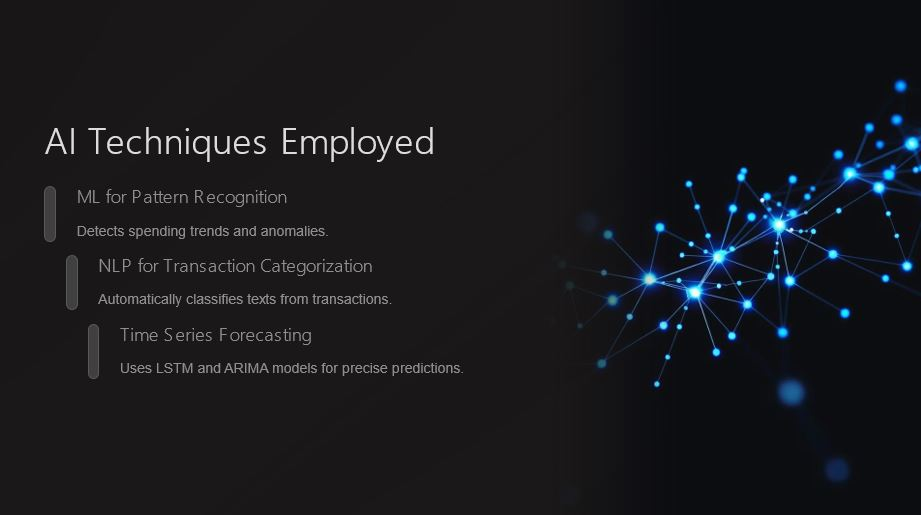 AI Techniques Employed
ML for Pattern Recognition
Detects spending trends and anomalies.
NLP for Transaction Categorization
Automatically classifies texts from transactions.
Time Series Forecasting
Uses LSTM and ARIMA models for precise predictions.